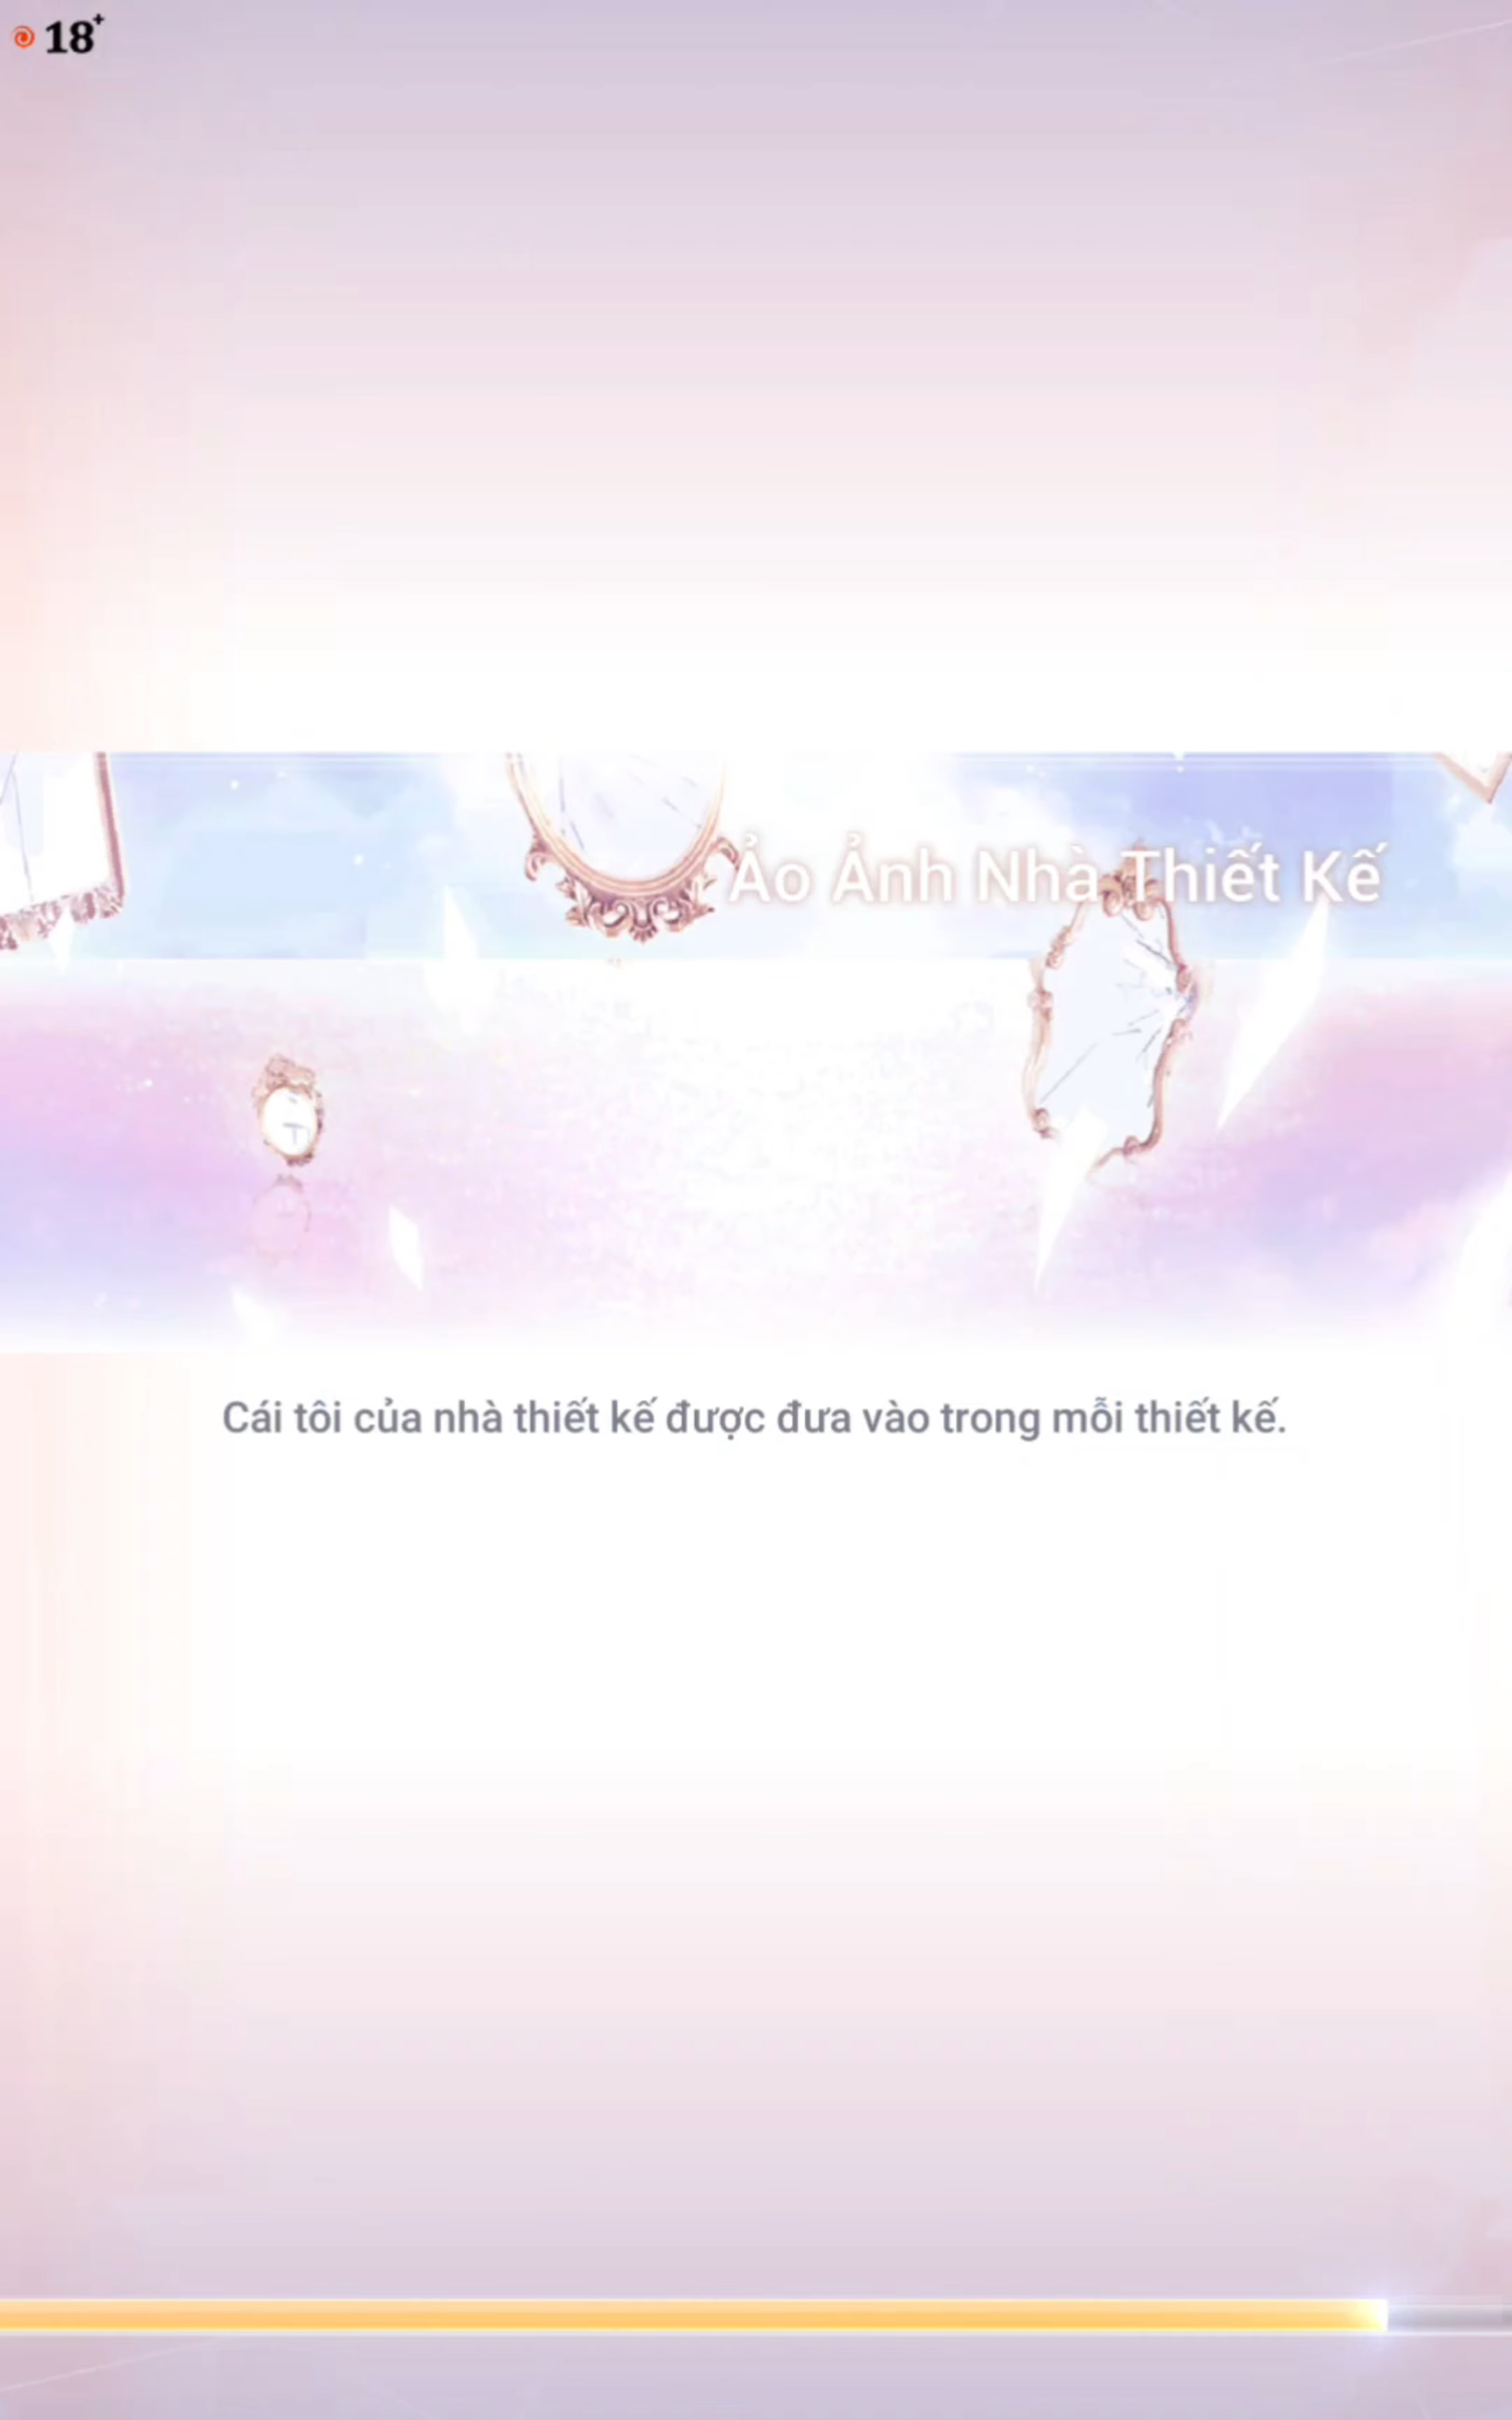 18+
Ảo Ảnh Nhà Thiết Kế
Cái tôi của nhà thiết kế được đưa vào trong mỗi thiết kế.